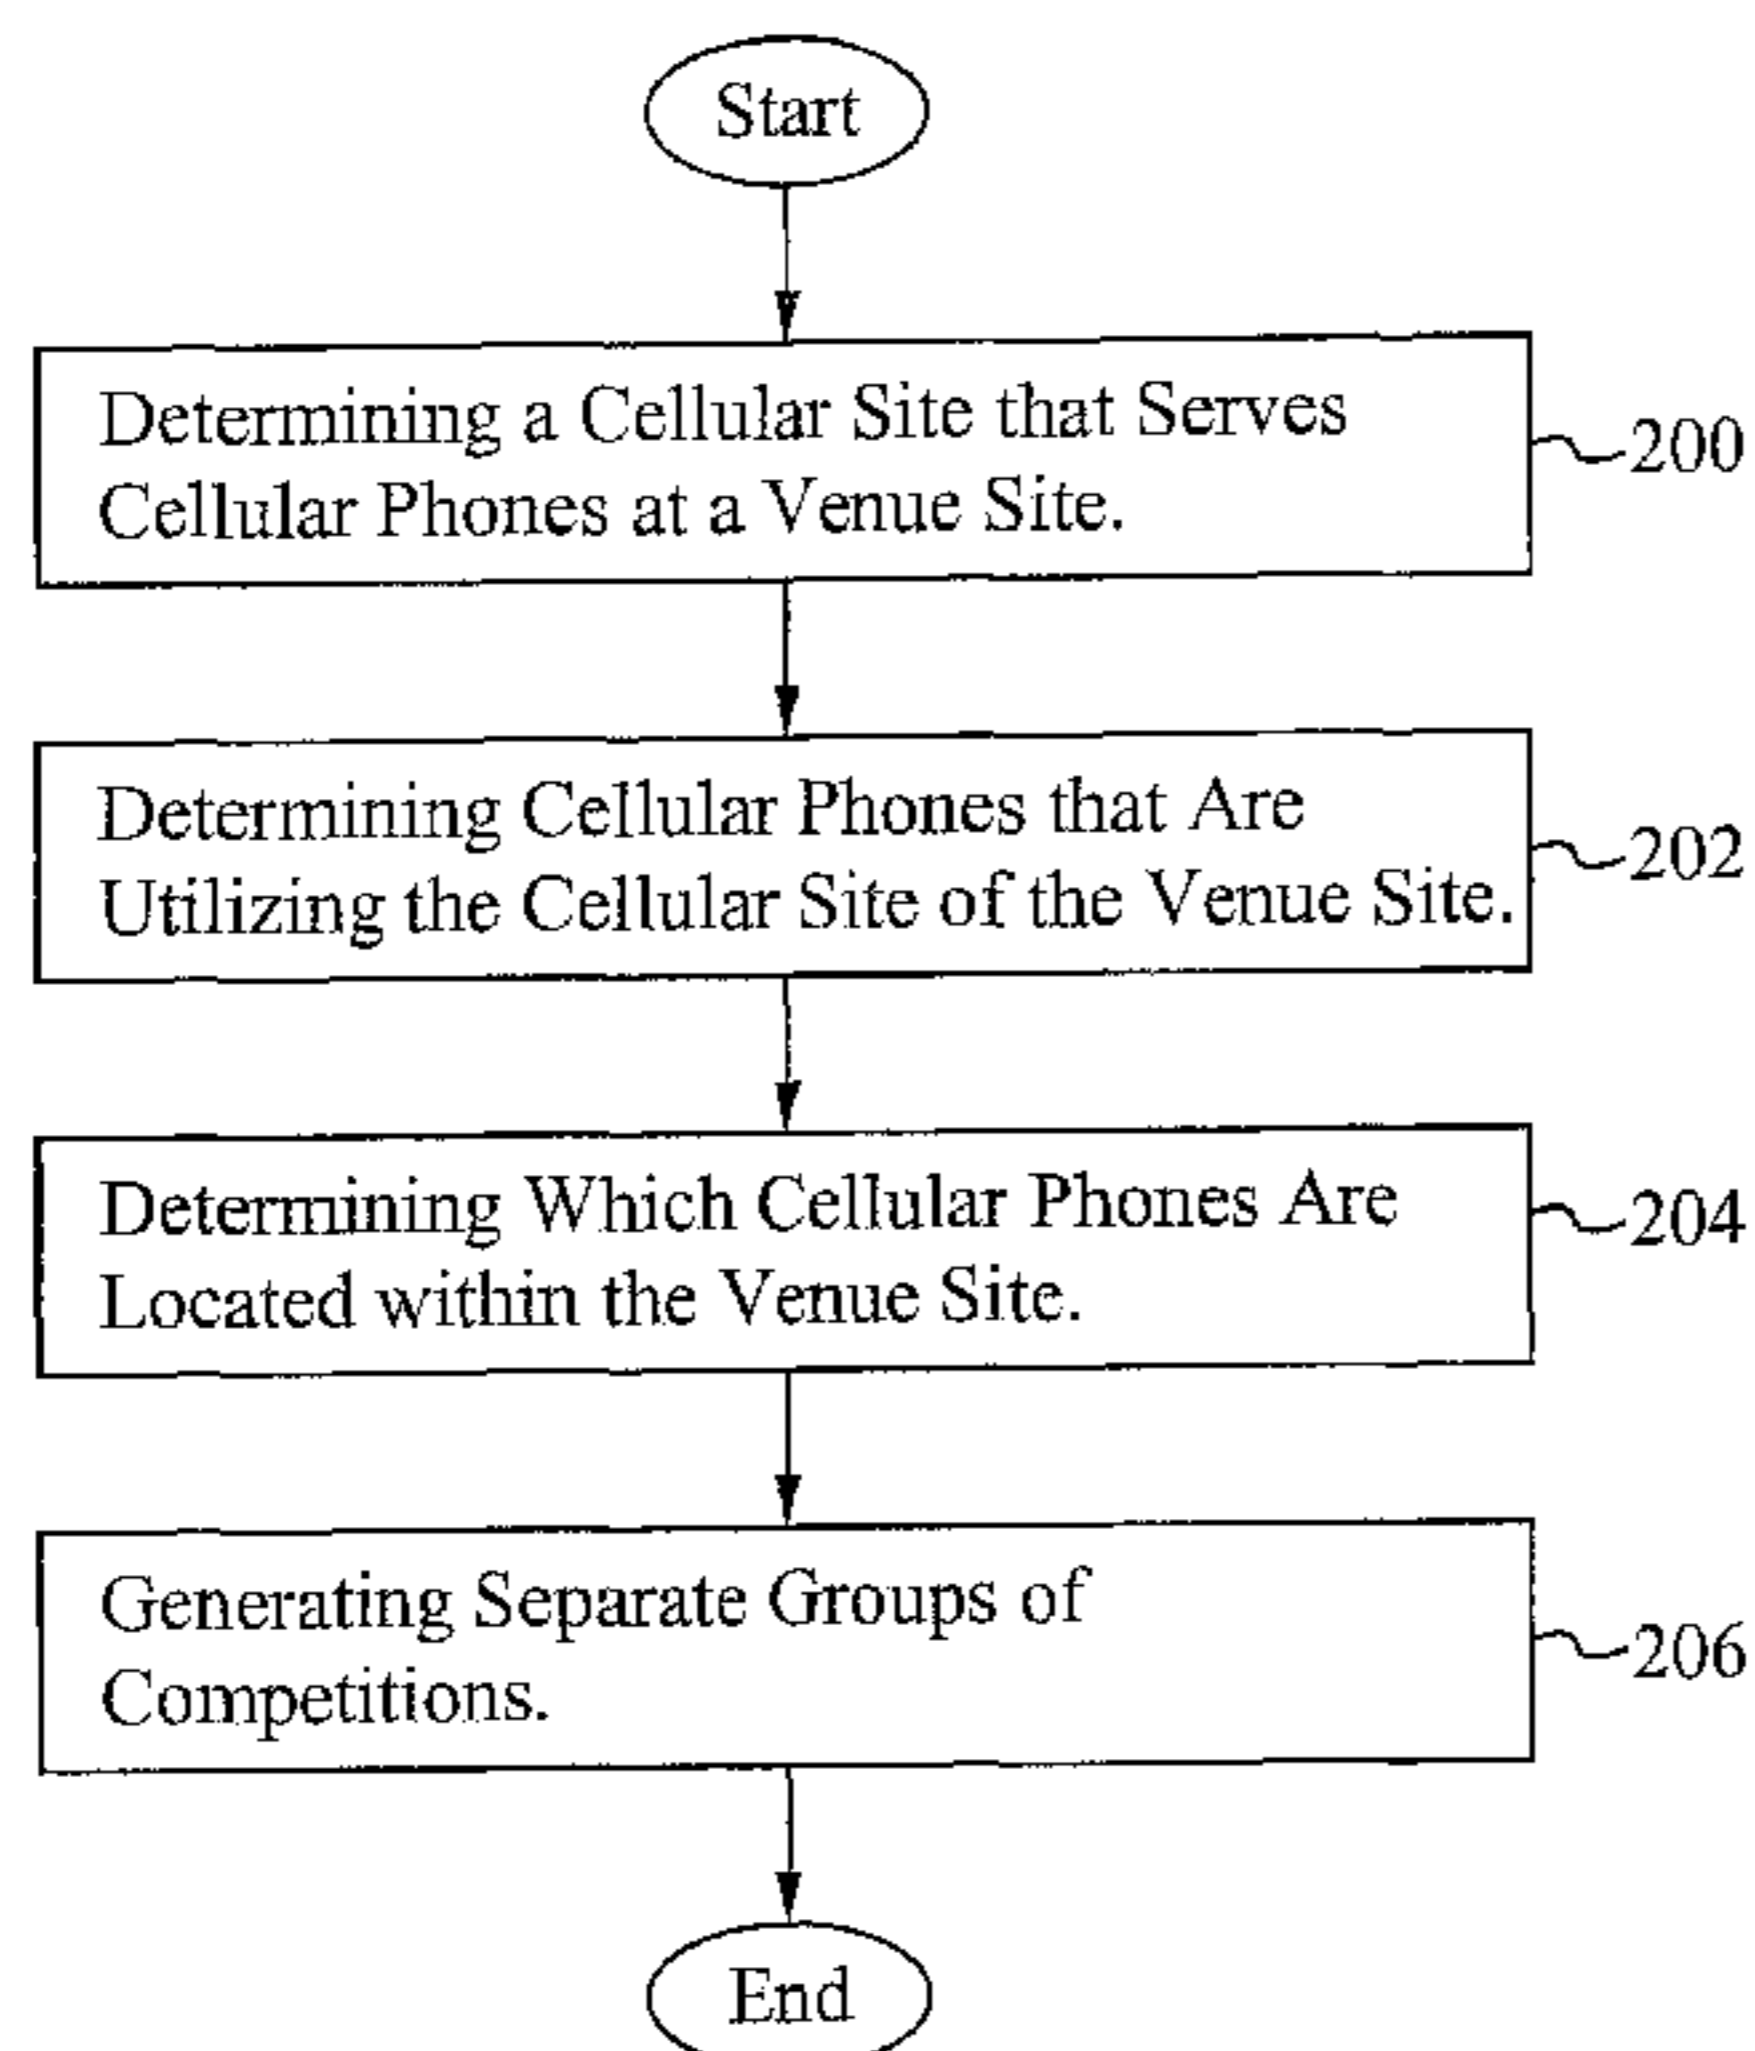 Start
Determining a Cellular Site that Serves
Cellular Phones at a Venue Site.
200
Determining Cellular Phones that Are
Utilizing the Cellular Site of the Venue Site.
202
Determining Which Cellular Phones Are
Located within the Venue Site.
204
Generating Separate Groups of
Competitions.
206
End